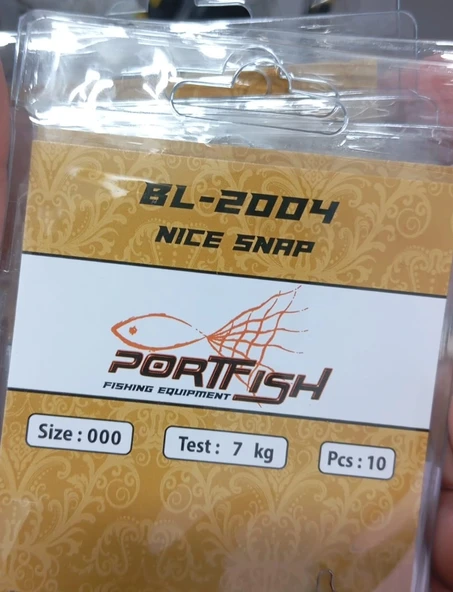 BL-2004
NICE SNAP
PORTFISH
FISHING EQUIPMENT
Size : 000
Test : 7 kg
Pcs : 10